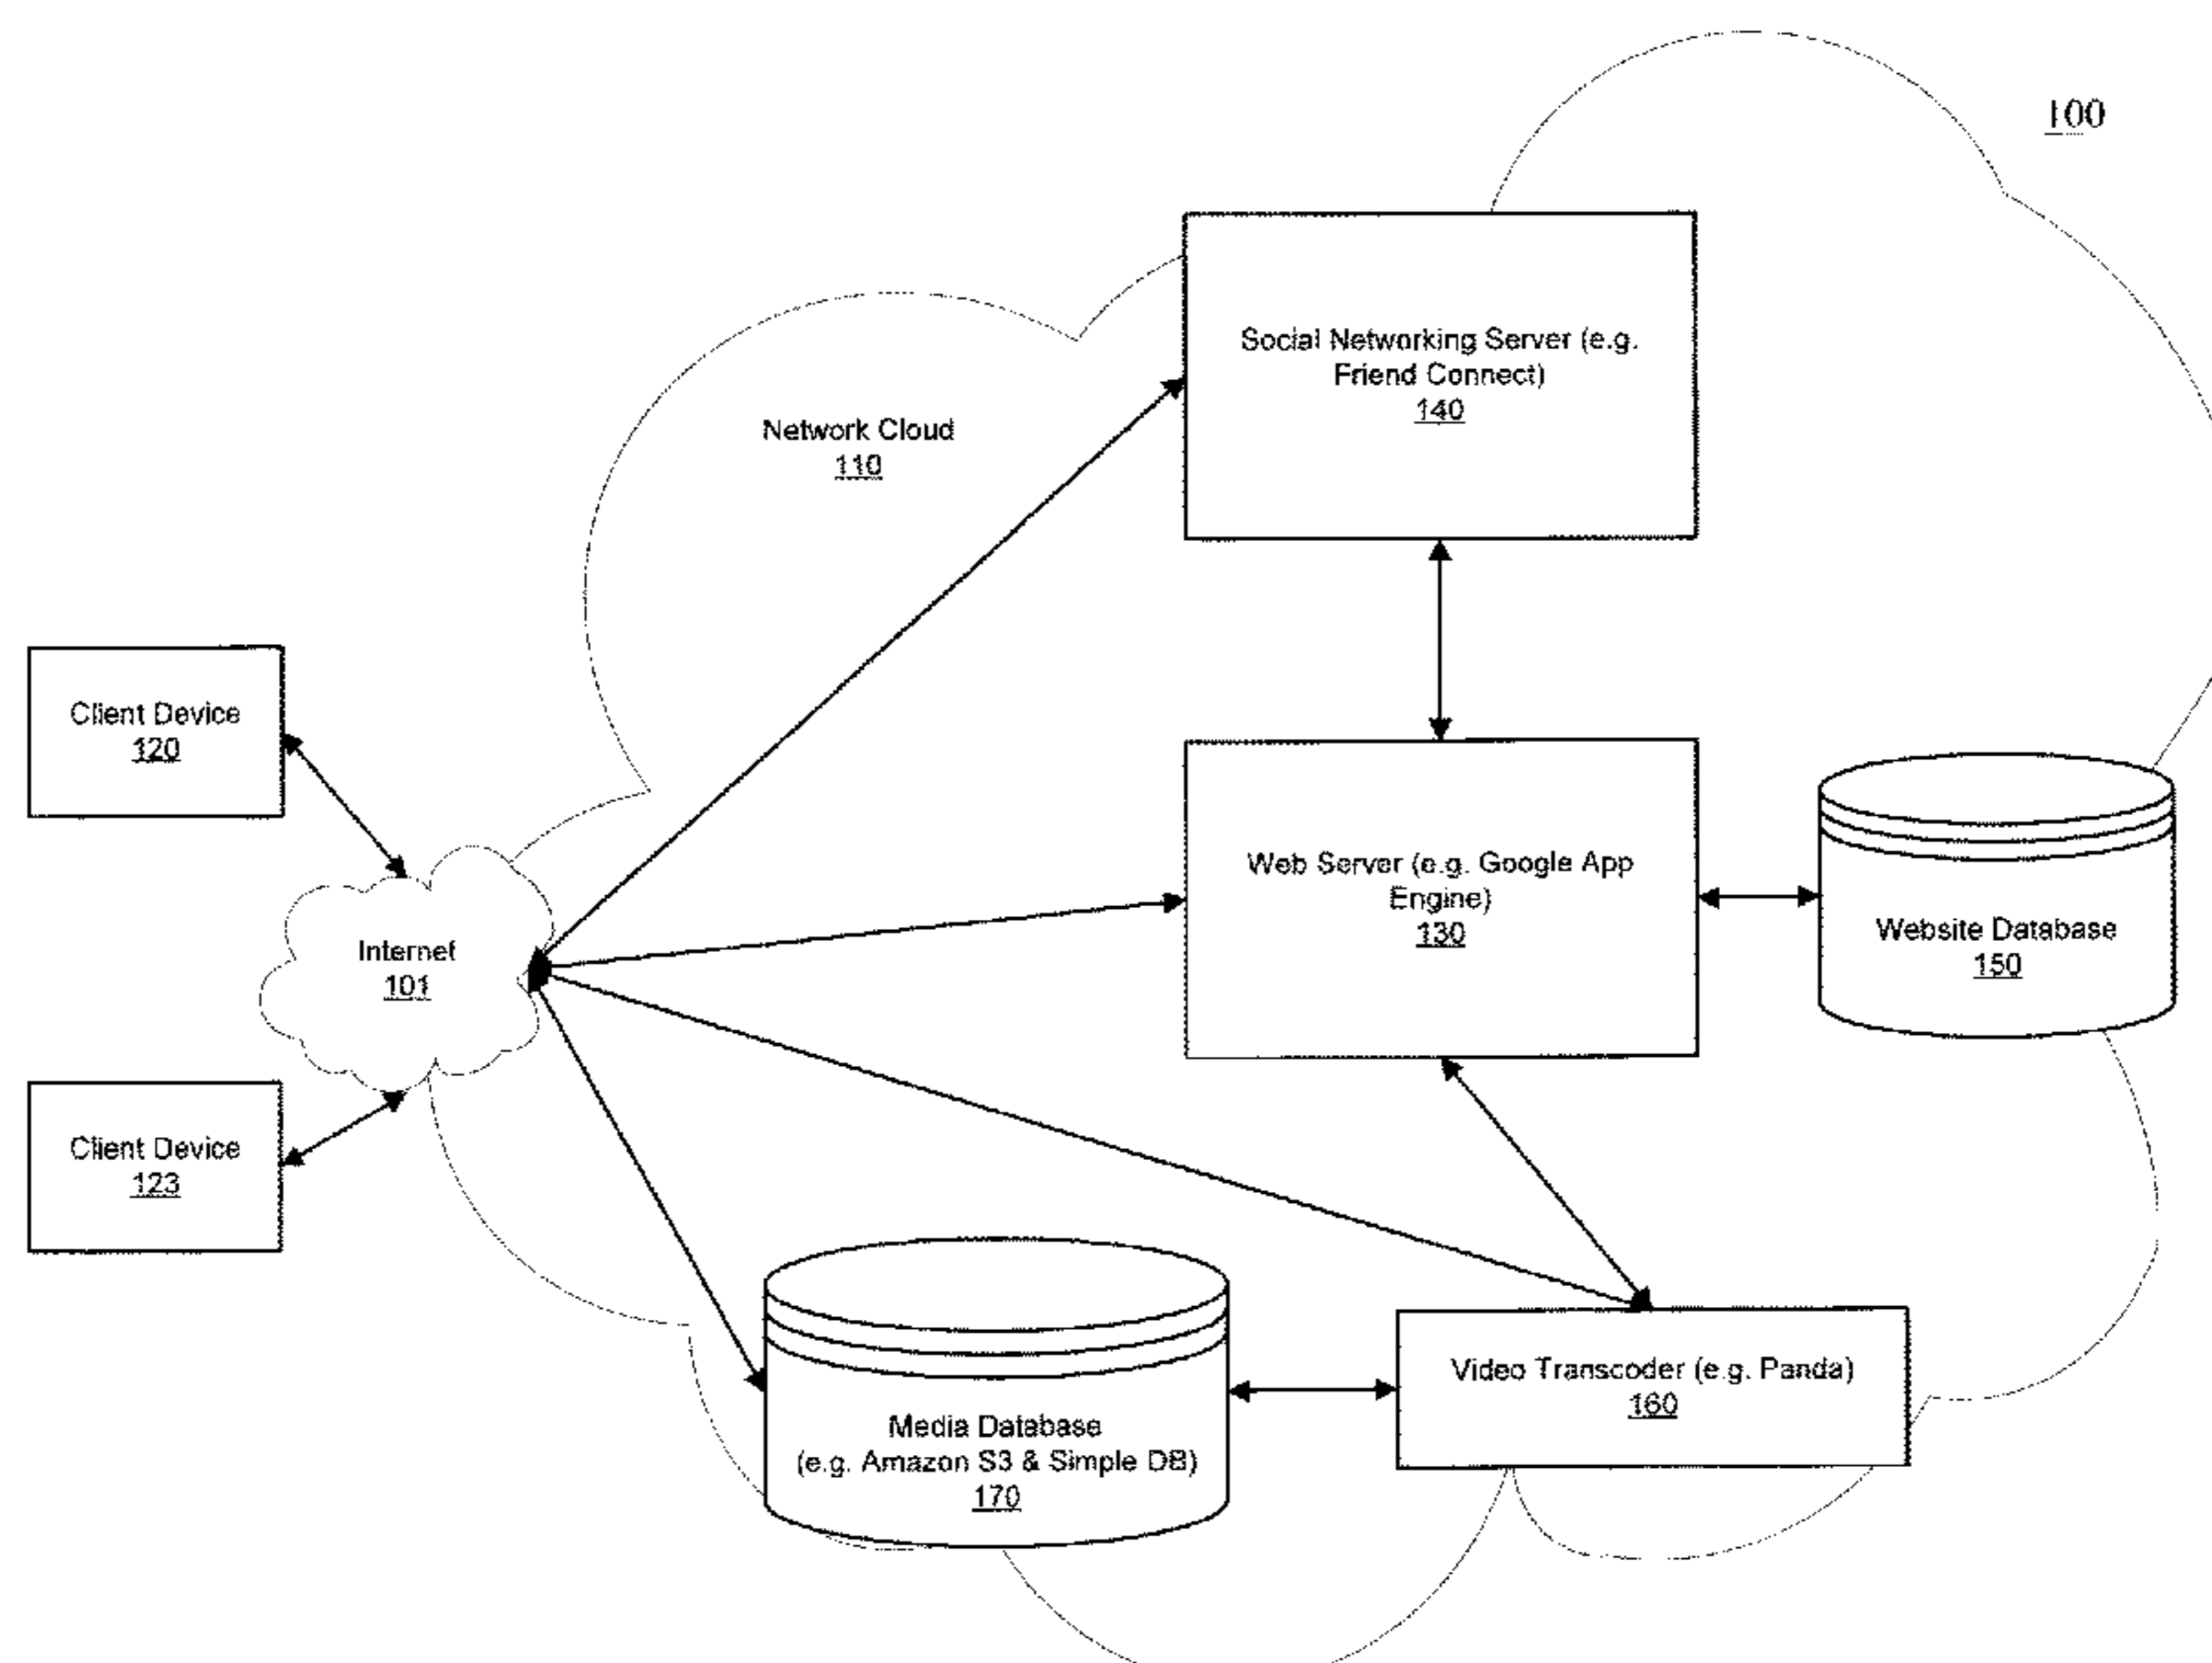 100
Social Networking Server (e.g.
Friend Connect)
140
Network Cloud
110
Client Device
120
Web Server (e.g. Google App
Engine)
130
Website Database
150
Internet
101
Client Device
123
Video Transcoder (e.g. Panda)
160
Media Database
(e.g. Amazon S3 & Simple DB)
170